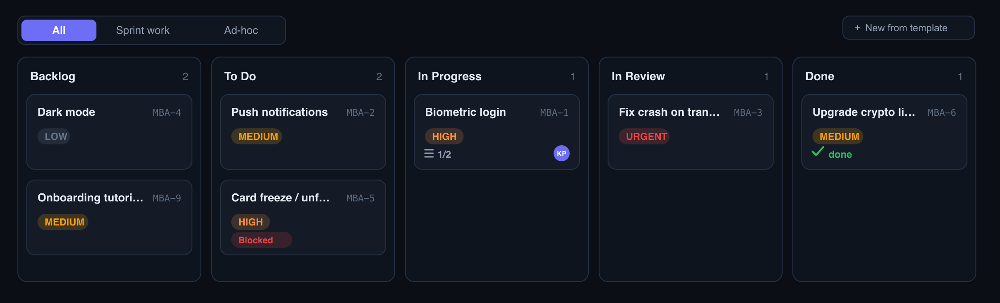 All
Sprint work
Ad-hoc
+ New from template
Backlog 2
Dark mode MBA-4
LOW
Onboarding tutori... MBA-9
MEDIUM
To Do 2
Push notifications MBA-2
MEDIUM
Card freeze / unf... MBA-5
HIGH
Blocked
In Progress 1
Biometric login MBA-1
HIGH
1/2 KP
In Review 1
Fix crash on tran... MBA-3
URGENT
Done 1
Upgrade crypto li... MBA-6
MEDIUM
done